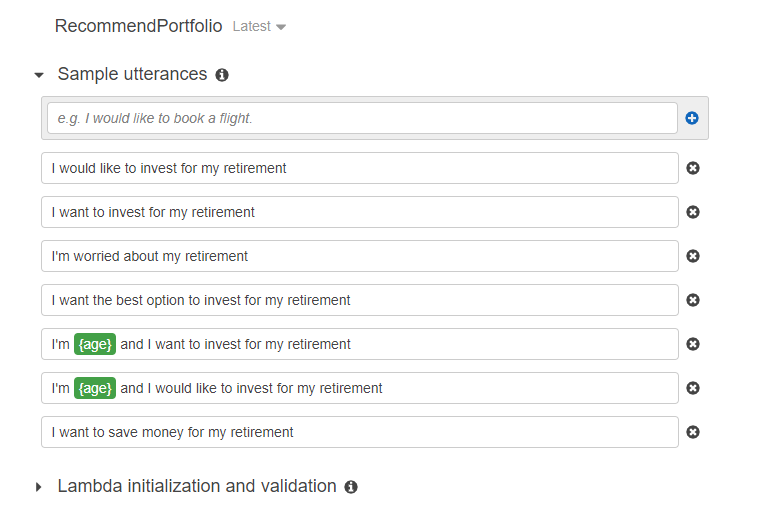 RecommendPortfolio Latest
Sample utterances
e.g. I would like to book a flight.
I would like to invest for my retirement
I want to invest for my retirement
I'm worried about my retirement
I want the best option to invest for my retirement
I'm {age} and I want to invest for my retirement
I'm {age} and I would like to invest for my retirement
I want to save money for my retirement
Lambda initialization and validation